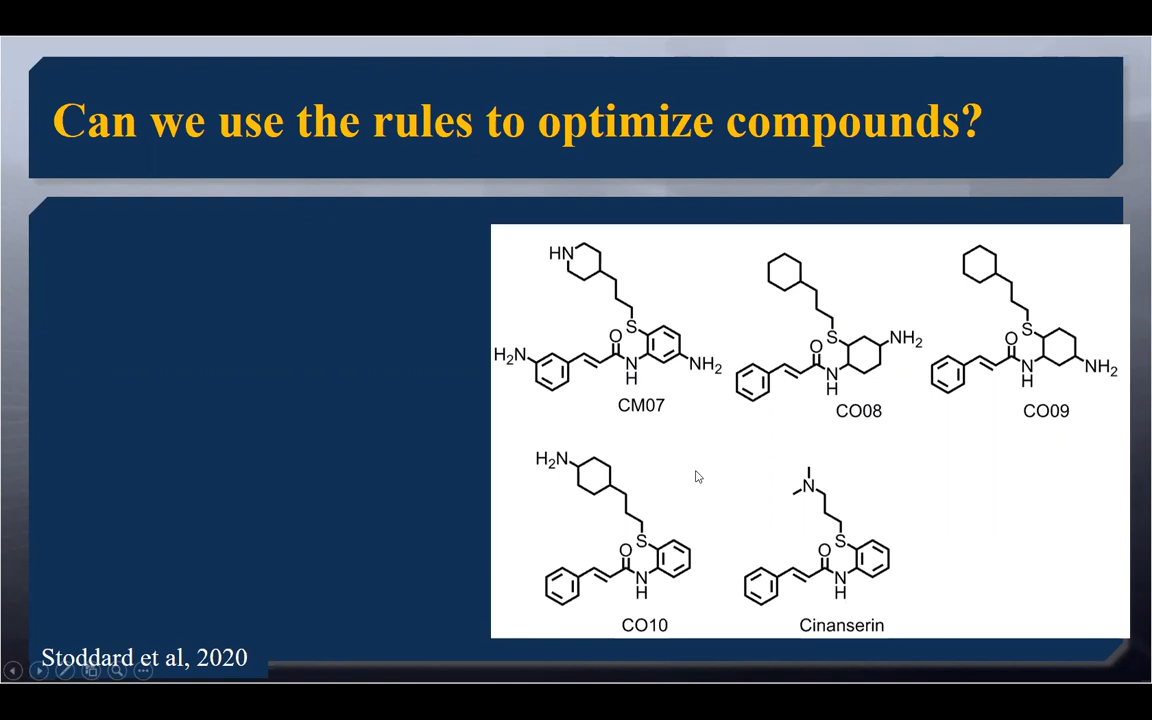 Can we use the rules to optimize compounds?
HN
S
O
H₂N
N
H
NH₂
CM07
S
O
NH₂
N
H
CO08
S
O
N
H
NH₂
CO09
H₂N
S
O
N
H
CO10
N
S
O
N
H
Cinanserin
Stoddard et al, 2020